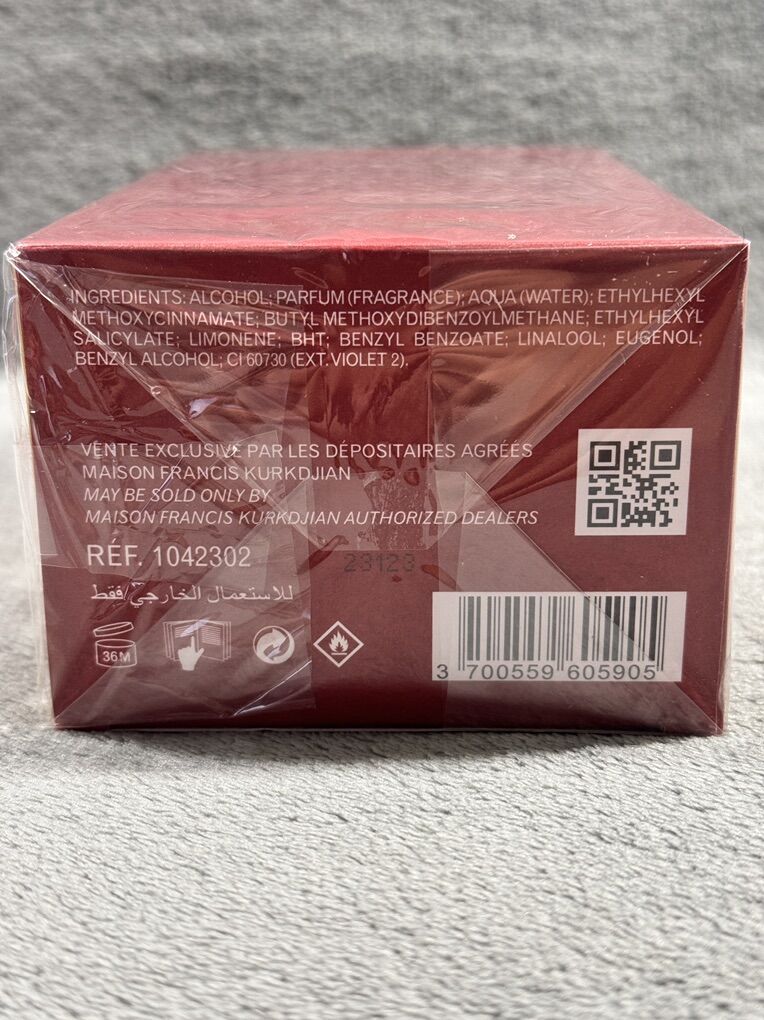 INGREDIENTS: ALCOHOL; PARFUM (FRAGRANCE); AQUA (WATER); ETHYLHEXYL
METHOXYCINNAMATE; BUTYL METHOXYDIBENZOYLMETHANE; ETHYLHEXYL
SALICYLATE; LIMONENE; BHT; BENZYL BENZOATE; LINALOOL; EUGENOL;
BENZYL ALCOHOL; CI 60730 (EXT. VIOLET 2).
VENTE EXCLUSIVE PAR LES DÉPOSITAIRES AGRÉÉS
MAISON FRANCIS KURKDJIAN
MAY BE SOLD ONLY BY
MAISON FRANCIS KURKDJIAN AUTHORIZED DEALERS
RÉF. 1042302
23123
للاستعمال الخارجي فقط
36M
3 700559 605905